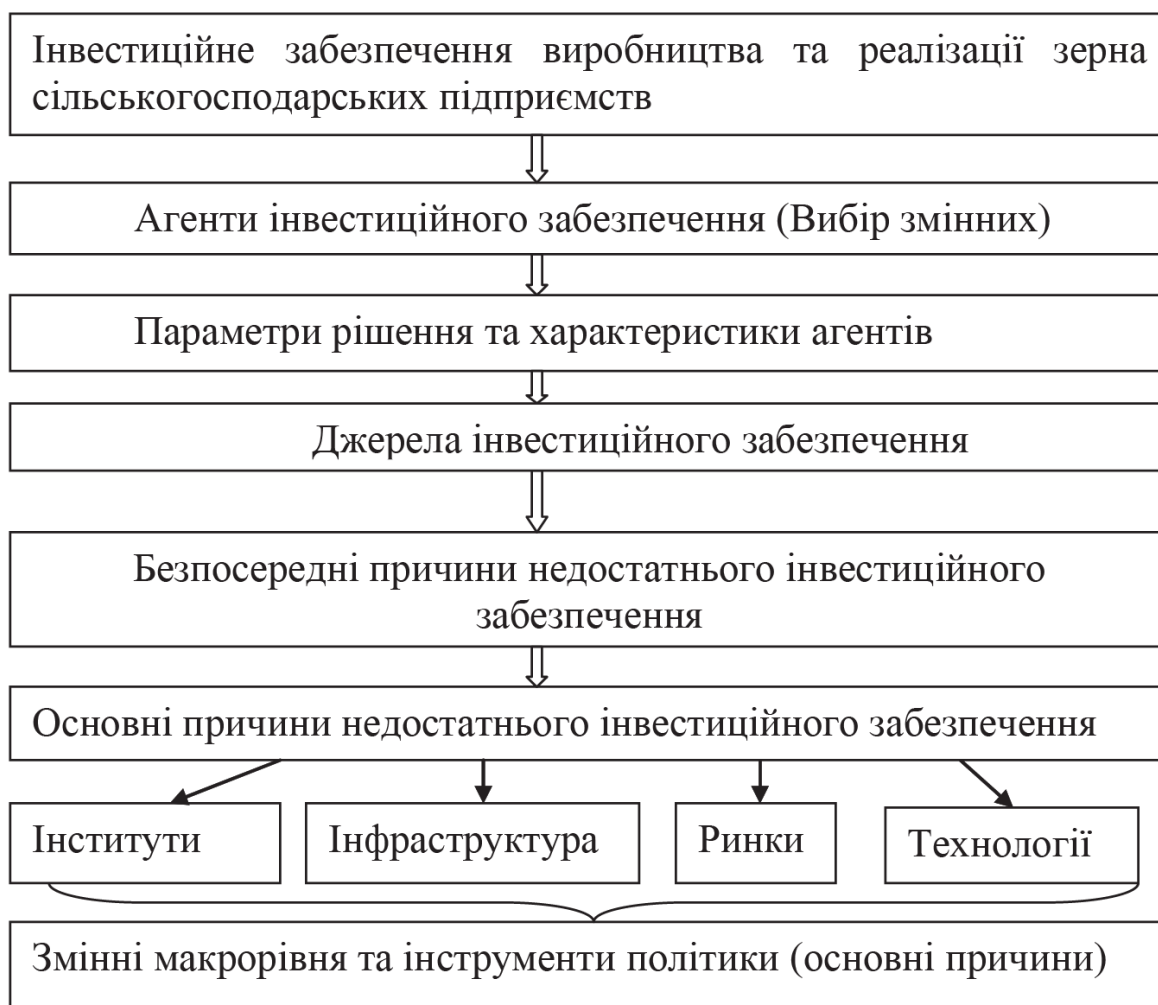 Інвестиційне забезпечення виробництва та реалізації зерна
сільськогосподарських підприємств
Агенти інвестиційного забезпечення (Вибір змінних)
Параметри рішення та характеристики агентів
Джерела інвестиційного забезпечення
Безпосередні причини недостатнього інвестиційного
забезпечення
Основні причини недостатнього інвестиційного забезпечення
Інститути
Інфраструктура
Ринки
Технології
Змінні макрорівня та інструменти політики (основні причини)